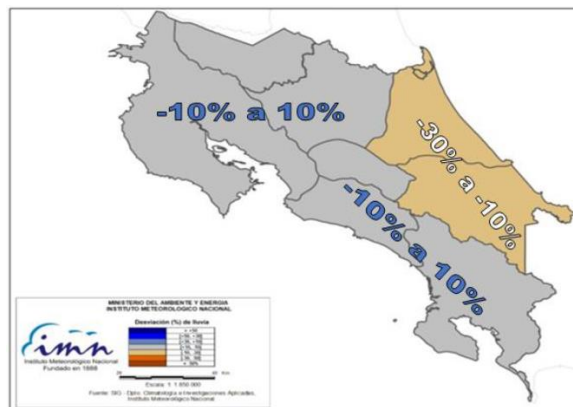 -10% a 10%
-30% a -10%
-10% a 10%
MINISTERIO DEL AMBIENTE Y ENERGIA
INSTITUTO METEOROLOGICO NACIONAL
Desviación (%) de lluvia
imn
Instituto Meteorológico Nacional
Fundado en 1888
Escala 1: 1 850.000
Fuente: SIG - Dpto. Climatología e Investigaciones Aplicadas,
Instituto Meteorológico Nacional